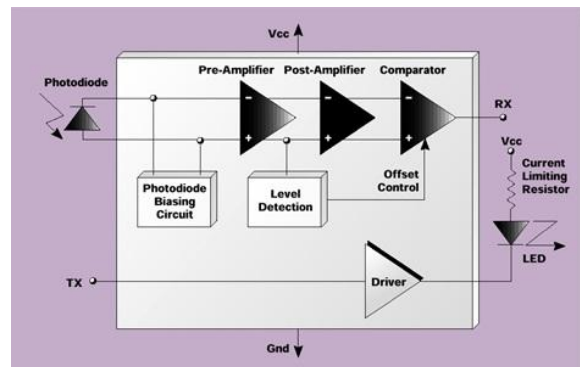 Vcc
Photodiode
Pre-Amplifier
Post-Amplifier
Comparator
RX
Vcc
Current
Limiting
Resistor
Photodiode
Biasing
Circuit
Level
Detection
Offset
Control
LED
TX
Driver
Gnd